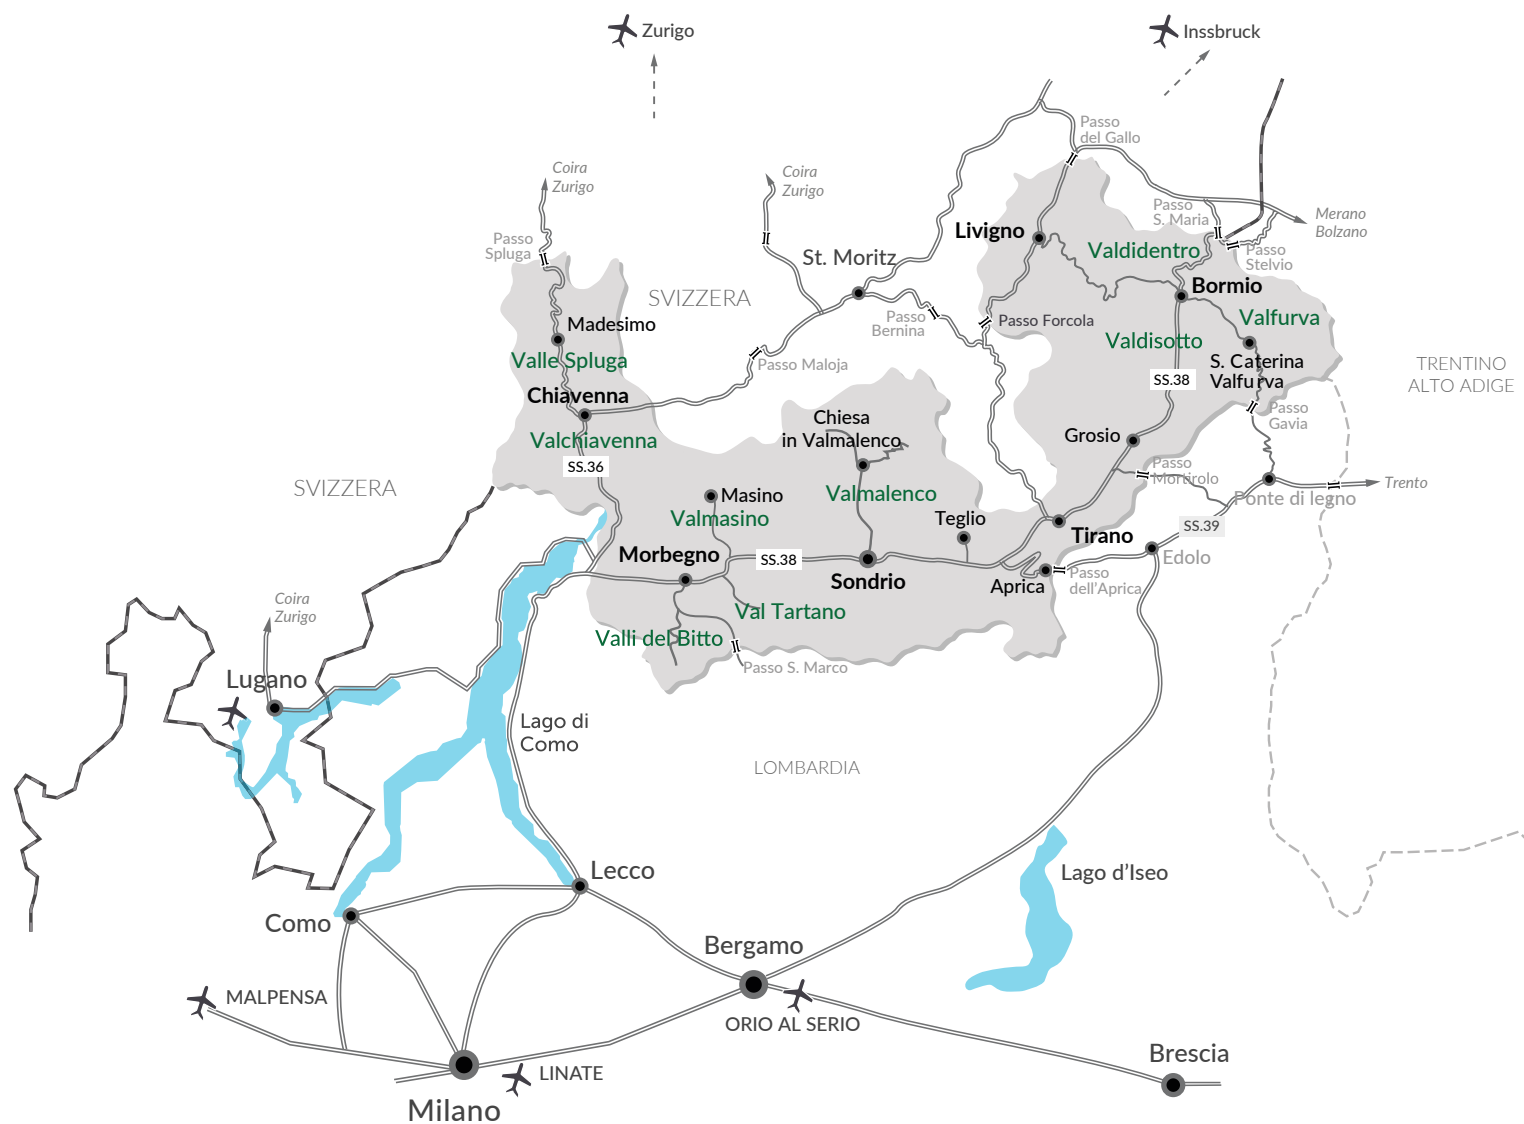 Zurigo
Inssbruck
Passo
del Gallo
Coira
Zurigo
Coira
Zurigo
Passo
S. Maria
Merano
Bolzano
Livigno
Passo
Spluga
Valdidentro
Passo
Stelvio
St. Moritz
SVIZZERA
Bormio
Passo
Bernina
Passo Forcola
Valfurva
Madesimo
Valdisotto
Valle Spluga
Passo Maloja
S. Caterina
Valfurva
TRENTINO
ALTO ADIGE
SS.38
Chiavenna
Passo
Gavia
Chiesa
in Valmalenco
Grosio
Valchiavenna
SS.36
Passo
Mortirolo
SVIZZERA
Masino
Valmalenco
Trento
Ponte di legno
Valmasino
Teglio
SS.39
Tirano
Morbegno
SS.38
Edolo
Sondrio
Aprica
Passo
dell'Aprica
Coira
Zurigo
Val Tartano
Valli del Bitto
Passo S. Marco
Lugano
Lago di
Como
LOMBARDIA
Lecco
Lago d'Iseo
Como
Bergamo
MALPENSA
ORIO AL SERIO
Brescia
LINATE
Milano